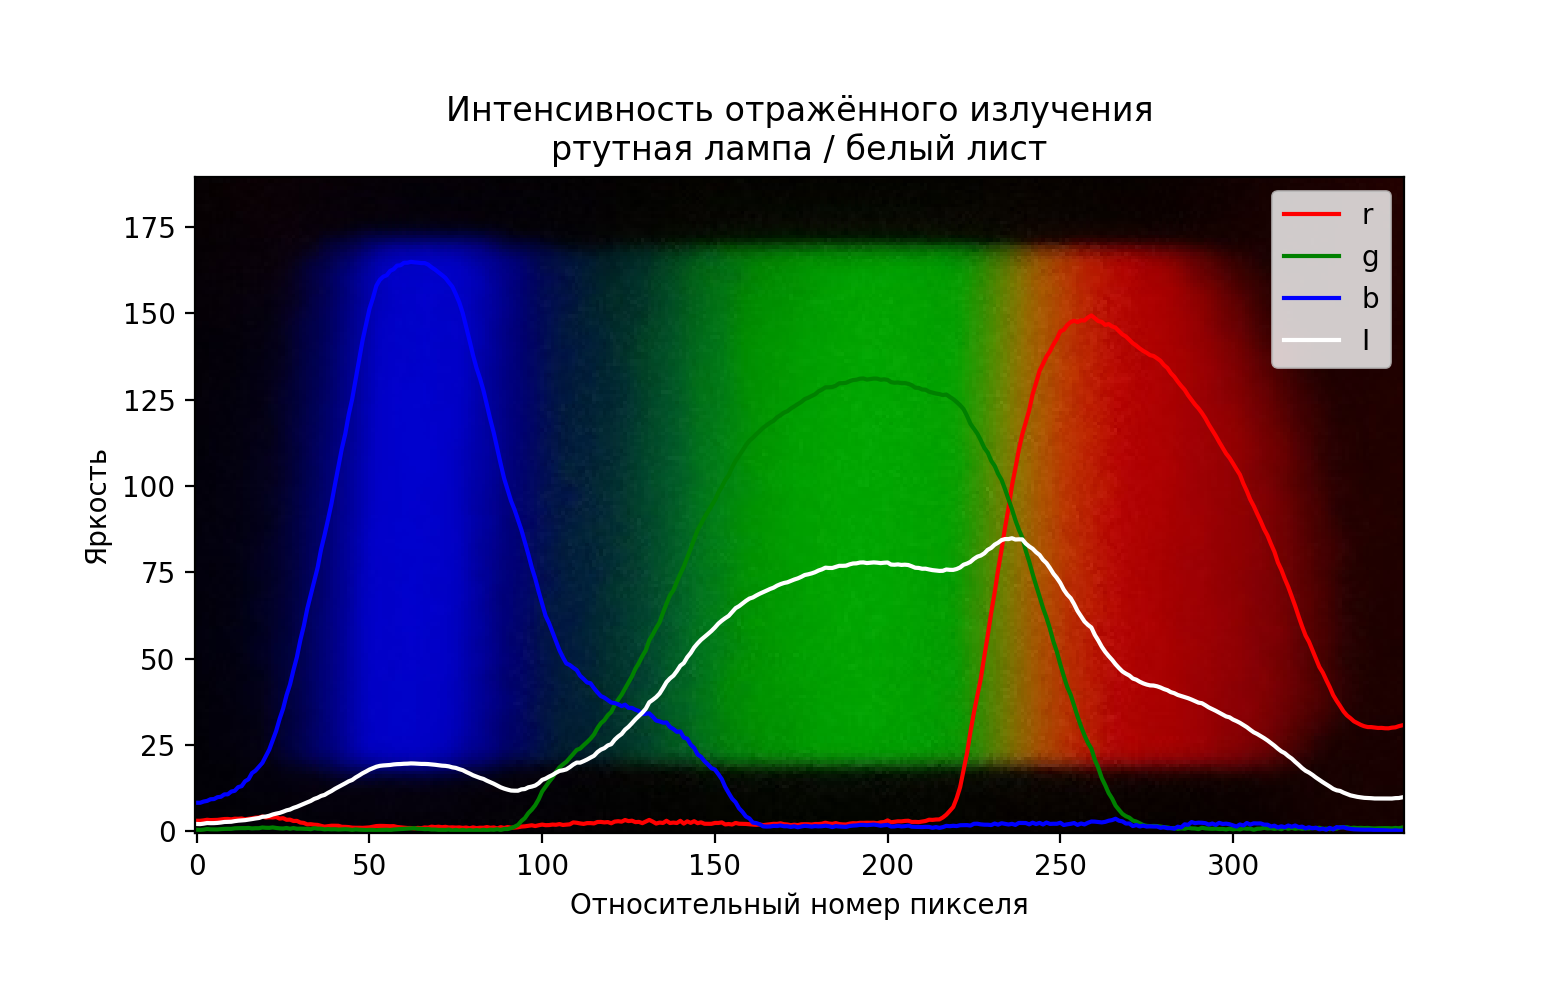 Интенсивность отражённого излучения
ртутная лампа / белый лист
r
g
b
l
175
150
125
100
75
50
25
0
Яркость
0 50 100 150 200 250 300
Относительный номер пикселя